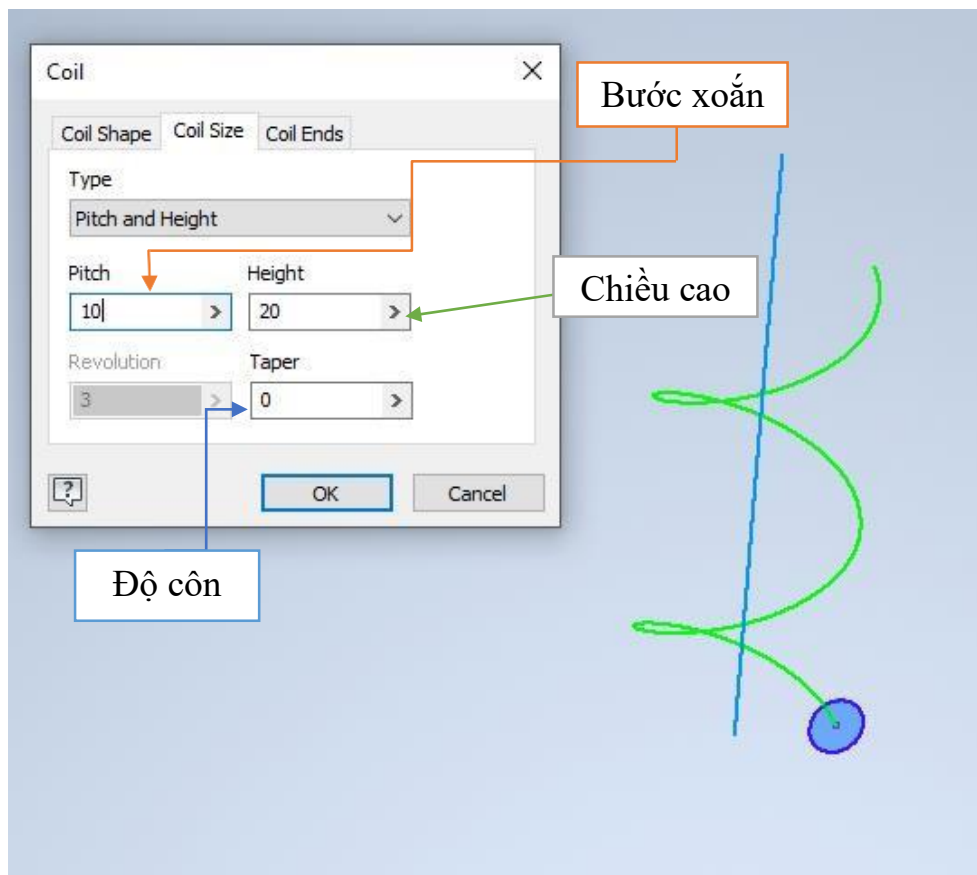 Coil
Bước xoắn
Coil Shape Coil Size Coil Ends
Type
Pitch and Height
Pitch Height
Chiều cao
10 20
Revolution Taper
3 0
? OK Cancel
Độ côn